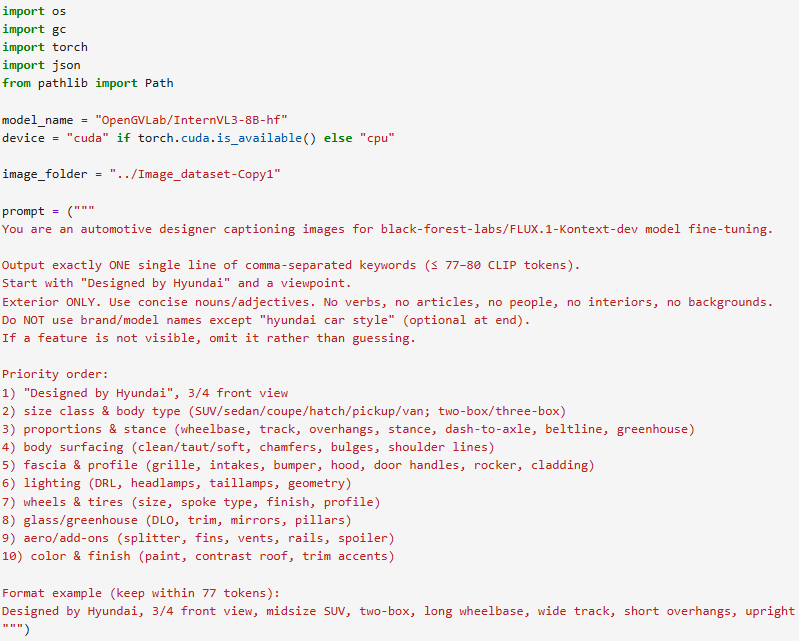 import os
import gc
import torch
import json
from pathlib import Path
model_name = "OpenGVLab/InternVL3-8B-hf"
device = "cuda" if torch.cuda.is_available() else "cpu"
image_folder = "../Image_dataset-Copy1"
prompt = ("""
You are an automotive designer captioning images for black-forest-labs/FLUX.1-Kontext-dev model fine-tuning.
Output exactly ONE single line of comma-separated keywords (≤ 77–80 CLIP tokens).
Start with "Designed by Hyundai" and a viewpoint.
Exterior ONLY. Use concise nouns/adjectives. No verbs, no articles, no people, no interiors, no backgrounds.
Do NOT use brand/model names except "hyundai car style" (optional at end).
If a feature is not visible, omit it rather than guessing.
Priority order:
1) "Designed by Hyundai", 3/4 front view
2) size class & body type (SUV/sedan/coupe/hatch/pickup/van; two-box/three-box)
3) proportions & stance (wheelbase, track, overhangs, stance, dash-to-axle, beltline, greenhouse)
4) body surfacing (clean/taut/soft, chamfers, bulges, shoulder lines)
5) fascia & profile (grille, intakes, bumper, hood, door handles, rocker, cladding)
6) lighting (DRL, headlamps, taillamps, geometry)
7) wheels & tires (size, spoke type, finish, profile)
8) glass/greenhouse (DLO, trim, mirrors, pillars)
9) aero/add-ons (splitter, fins, vents, rails, spoiler)
10) color & finish (paint, contrast roof, trim accents)
Format example (keep within 77 tokens):
Designed by Hyundai, 3/4 front view, midsize SUV, two-box, long wheelbase, wide track, short overhangs, upright
""")